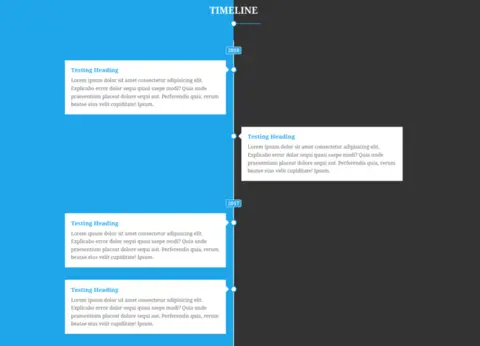 TIMELINE
2018
Testing Heading
Lorem ipsum dolor sit amet consectetur adipisicing elit.
Explicabo error dolor sequi quasi saepe modi? Quia unde
praesentium placeat dolore sequi aut. Perferendis quia, rerum
beatae eius velit cupiditate! Ipsum.
Testing Heading
Lorem ipsum dolor sit amet consectetur adipisicing elit.
Explicabo error dolor sequi quasi saepe modi? Quia unde
praesentium placeat dolore sequi aut. Perferendis quia, rerum
beatae eius velit cupiditate! Ipsum.
2017
Testing Heading
Lorem ipsum dolor sit amet consectetur adipisicing elit.
Explicabo error dolor sequi quasi saepe modi? Quia unde
praesentium placeat dolore sequi aut. Perferendis quia, rerum
beatae eius velit cupiditate! Ipsum.
Testing Heading
Lorem ipsum dolor sit amet consectetur adipisicing elit.
Explicabo error dolor sequi quasi saepe modi? Quia unde
praesentium placeat dolore sequi aut. Perferendis quia, rerum
beatae eius velit cupiditate! Ipsum.